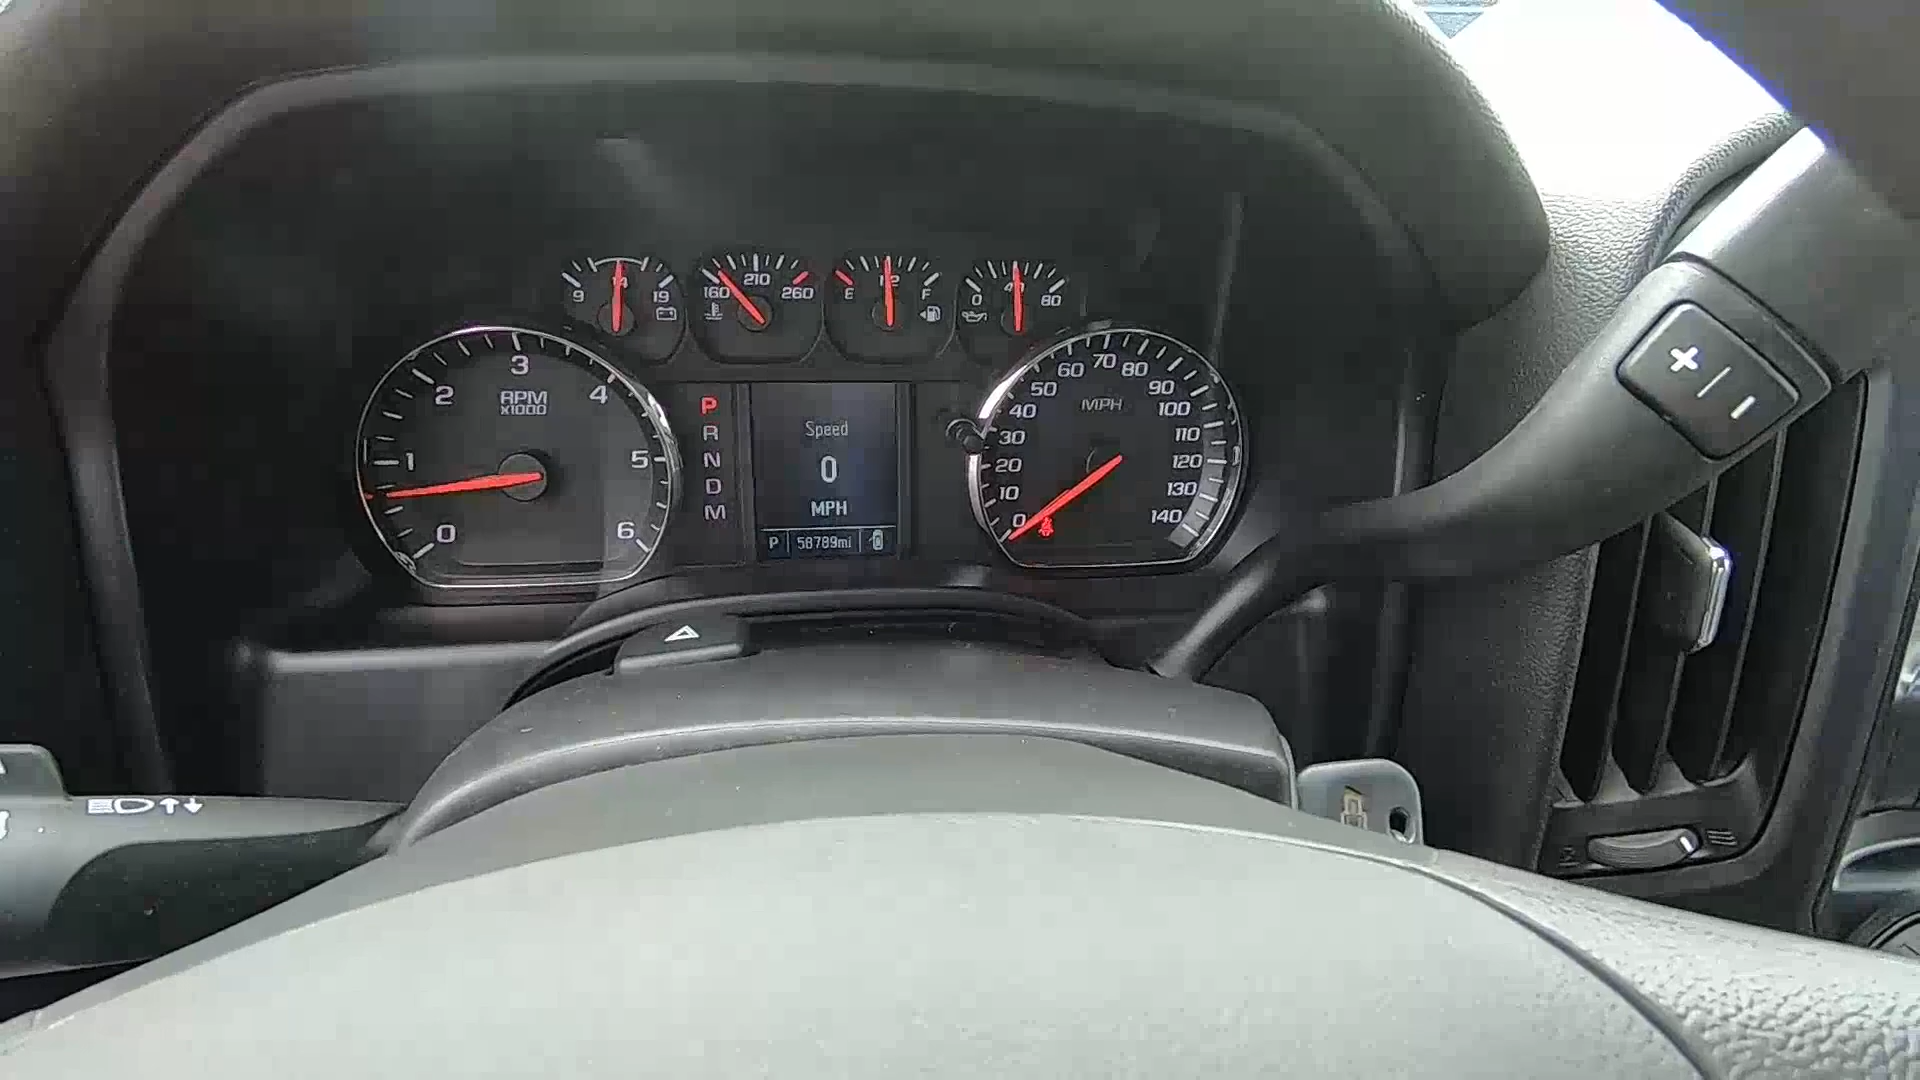 9 14 19
160 210 260
E 1/2 F
0 40 80
0 1 2 3 4 5 6
RPM
X1000
P
R
N
D
M
Speed
0
MPH
P 58789mi
0 10 20 30 40 50 60 70 80 90 100 110 120 130 140
MPH